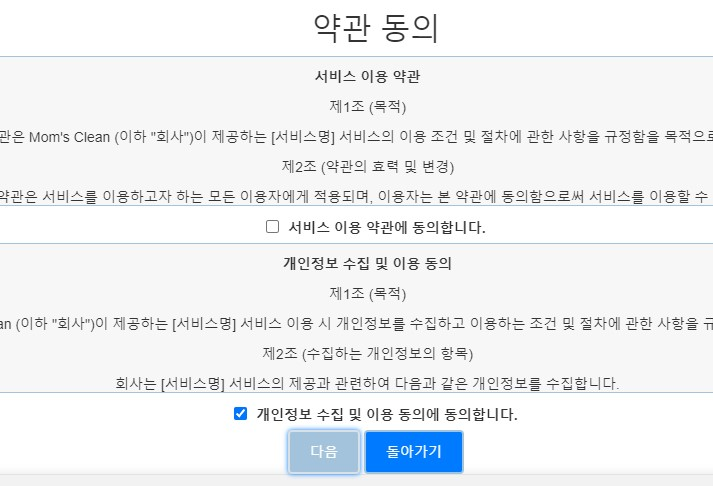 약관 동의
서비스 이용 약관
제1조 (목적)
관은 Mom's Clean (이하 "회사")이 제공하는 [서비스명] 서비스의 이용 조건 및 절차에 관한 사항을 규정함을 목적으로
제2조 (약관의 효력 및 변경)
약관은 서비스를 이용하고자 하는 모든 이용자에게 적용되며, 이용자는 본 약관에 동의함으로써 서비스를 이용할 수
서비스 이용 약관에 동의합니다.
개인정보 수집 및 이용 동의
제1조 (목적)
an (이하 "회사")이 제공하는 [서비스명] 서비스 이용 시 개인정보를 수집하고 이용하는 조건 및 절차에 관한 사항을 규
제2조 (수집하는 개인정보의 항목)
회사는 [서비스명] 서비스의 제공과 관련하여 다음과 같은 개인정보를 수집합니다.
개인정보 수집 및 이용 동의에 동의합니다.
다음 돌아가기